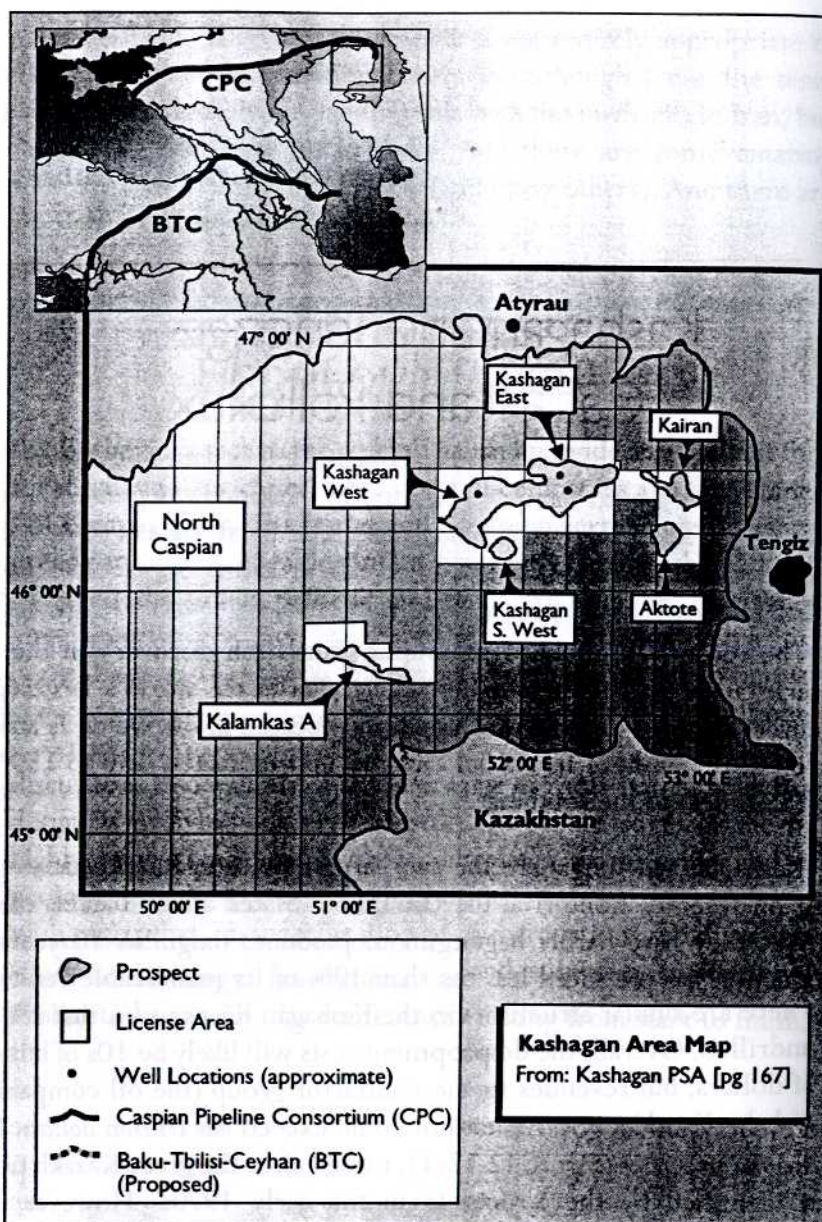 CPC
BTC
47° 00' N
Atyrau
Kashagan
East
Kairan
Kashagan
West
North
Caspian
Tengiz
46° 00' N
Kashagan
S. West
Aktote
Kalamkas A
52° 00' E
53° 00' E
Kazakhstan
45° 00' N
50° 00' E
51° 00' E
Prospect
License Area
Well Locations (approximate)
Caspian Pipeline Consortium (CPC)
Baku-Tbilisi-Ceyhan (BTC)
(Proposed)
Kashagan Area Map
From: Kashagan PSA [pg 167]